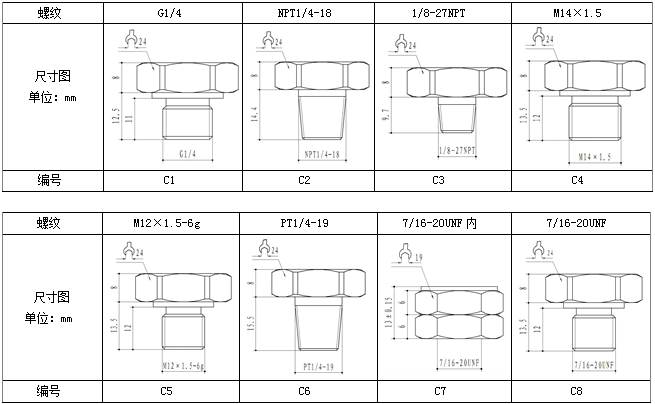 螺纹 G1/4 NPT1/4-18 1/8-27NPT M14×1.5
尺寸图
单位: mm
24 8 12.5 11 G1/4
24 8 14.4 NPT1/4-18
24 8 9.7 1/8-27NPT
24 8 13.5 12 M14×1.5
编号 C1 C2 C3 C4
螺纹 M12×1.5-6g PT1/4-19 7/16-20UNF 内 7/16-20UNF
尺寸图
单位: mm
24 8 13.5 12 M12×1.5-6g
24 8 15.5 PT1/4-19
19 13±0.15 6 6 7/16-20UNF
24 8 13.5 12 7/16-20UNF
编号 C5 C6 C7 C8